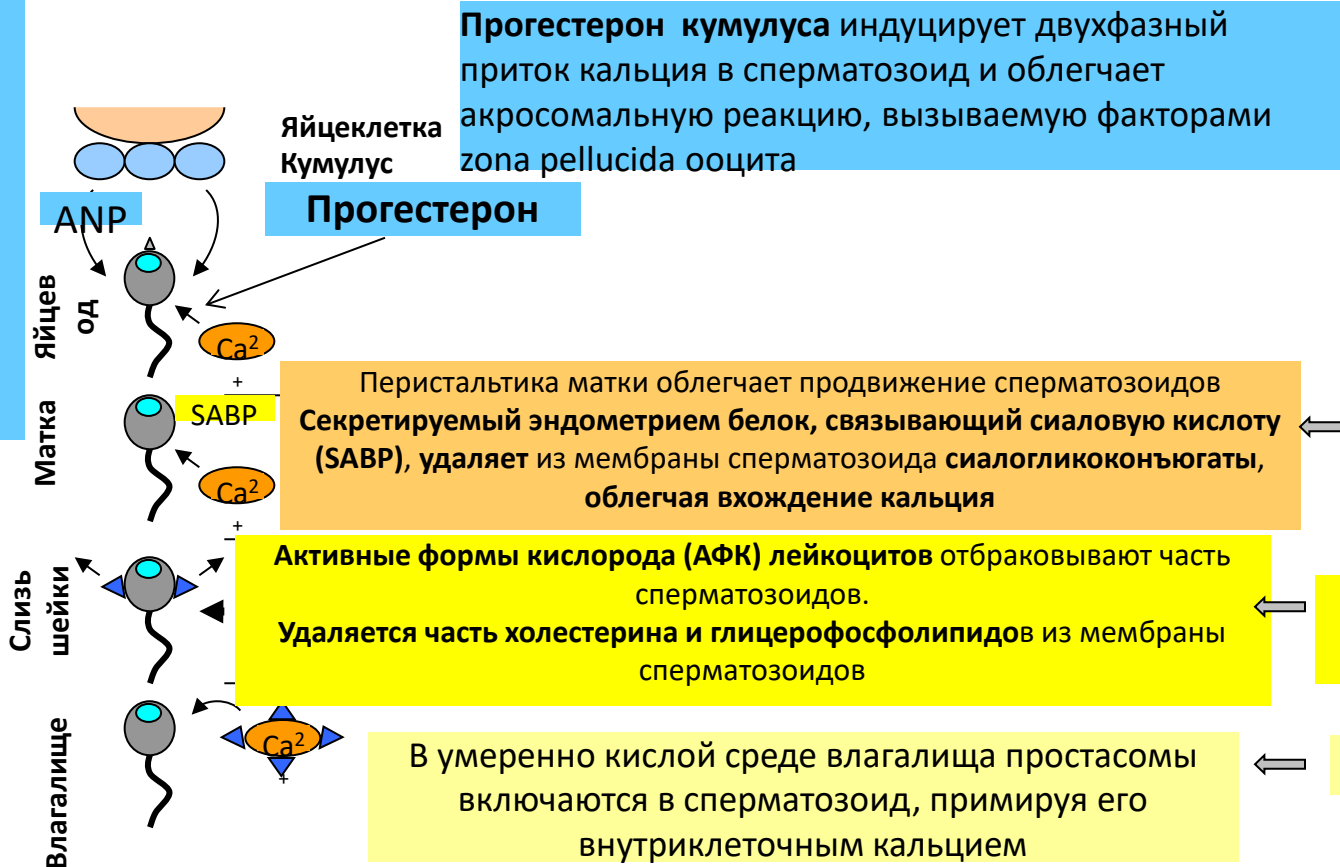 Прогестерон кумулуса индуцирует двухфазный
приток кальция в сперматозоид и облегчает
акросомальную реакцию, вызываемую факторами
zona pellucida ооцита
Яйцеклетка
Кумулус
Прогестерон
ANP
Яйцев
од
Ca2
+
Матка
SABP
Ca2
+
Перистальтика матки облегчает продвижение сперматозоидов
Секретируемый эндометрием белок, связывающий сиаловую кислоту
(SABP), удаляет из мембраны сперматозоида сиалогликоконъюгаты,
облегчая вхождение кальция
Слизь
шейки
Активные формы кислорода (АФК) лейкоцитов отбраковывают часть
сперматозоидов.
Удаляется часть холестерина и глицерофосфолипидов из мембраны
сперматозоидов
Влагалище
Ca2
+
В умеренно кислой среде влагалища простасомы
включаются в сперматозоид, примируя его
внутриклеточным кальцием